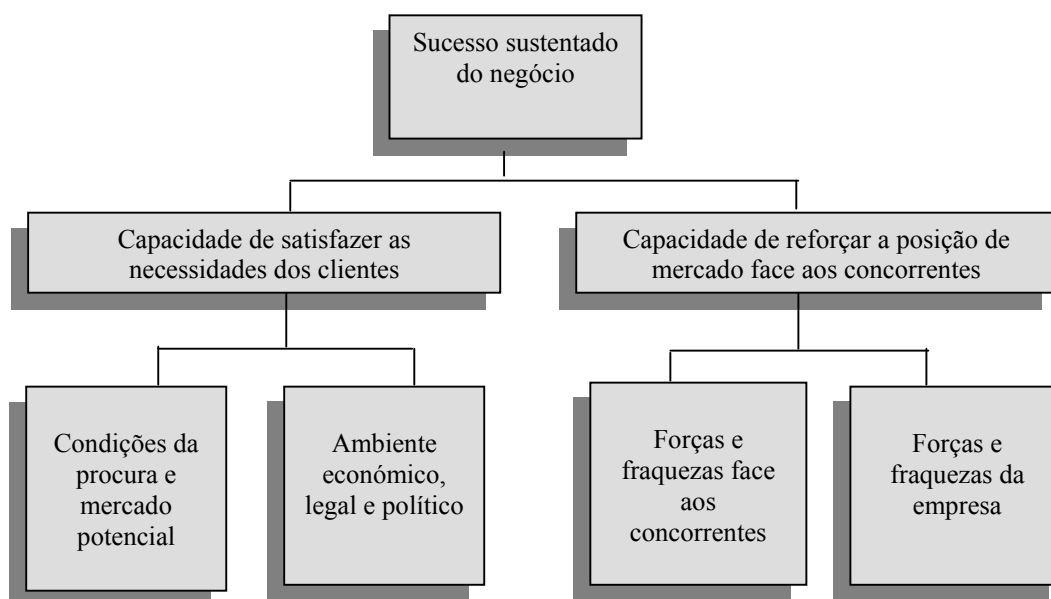 Sucesso sustentado
do negócio
Capacidade de satisfazer as
necessidades dos clientes
Capacidade de reforçar a posição de
mercado face aos concorrentes
Condições da
procura e
mercado
potencial
Ambiente
económico,
legal e político
Forças e
fraquezas face
aos
concorrentes
Forças e
fraquezas da
empresa